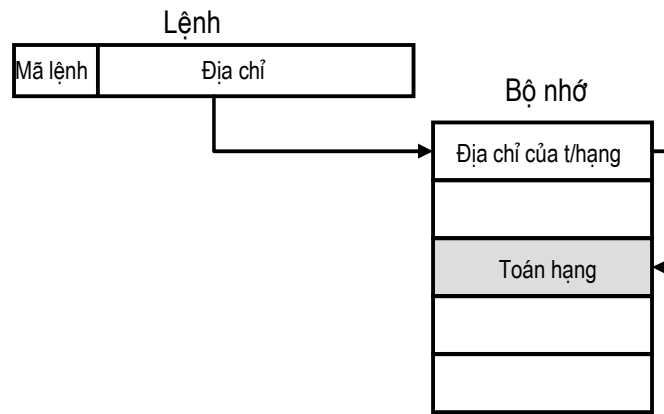 Lệnh
Mã lệnh
Địa chỉ
Bộ nhớ
Địa chỉ của t/hạng
Toán hạng